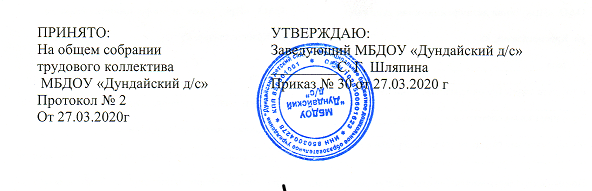 ПРИНЯТО:
На общем собрании
трудового коллектива
МБДОУ «Дундайский д/с»
Протокол № 2
От 27.03.2020г
УТВЕРЖДАЮ:
Заведующий МБДОУ «Дундайский д/с»
С.Г. Шляпина
Приказ № 30 от 27.03.2020 г
МБДОУ
"Дундайский
д/с"